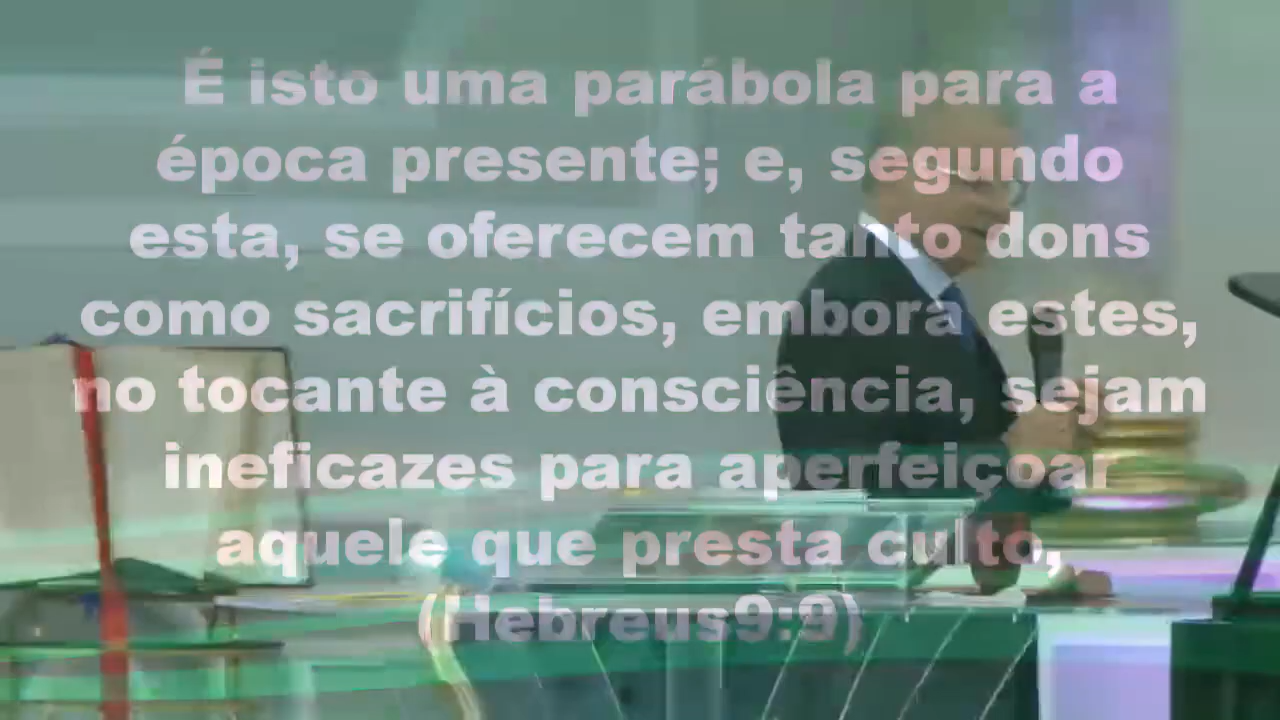 É isto uma parábola para a
época presente; e, segundo
esta, se oferecem tanto dons
como sacrifícios, embora estes,
no tocante à consciência, sejam
ineficazes para aperfeiçoar
aquele que presta culto,
(Hebreus9:9)